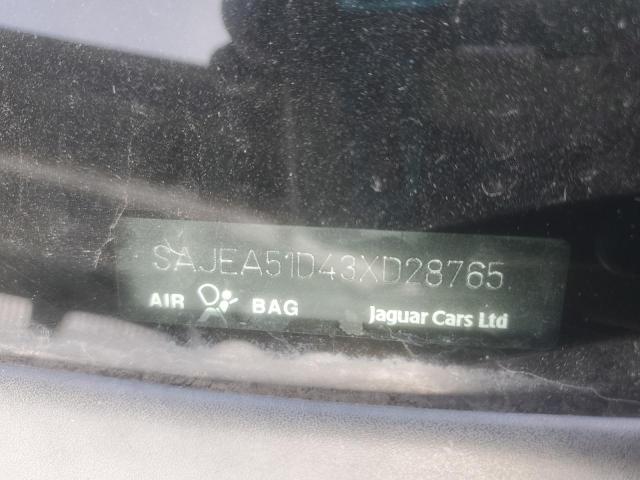 SAJEA51D43XD28765
AIR BAG Jaguar Cars Ltd